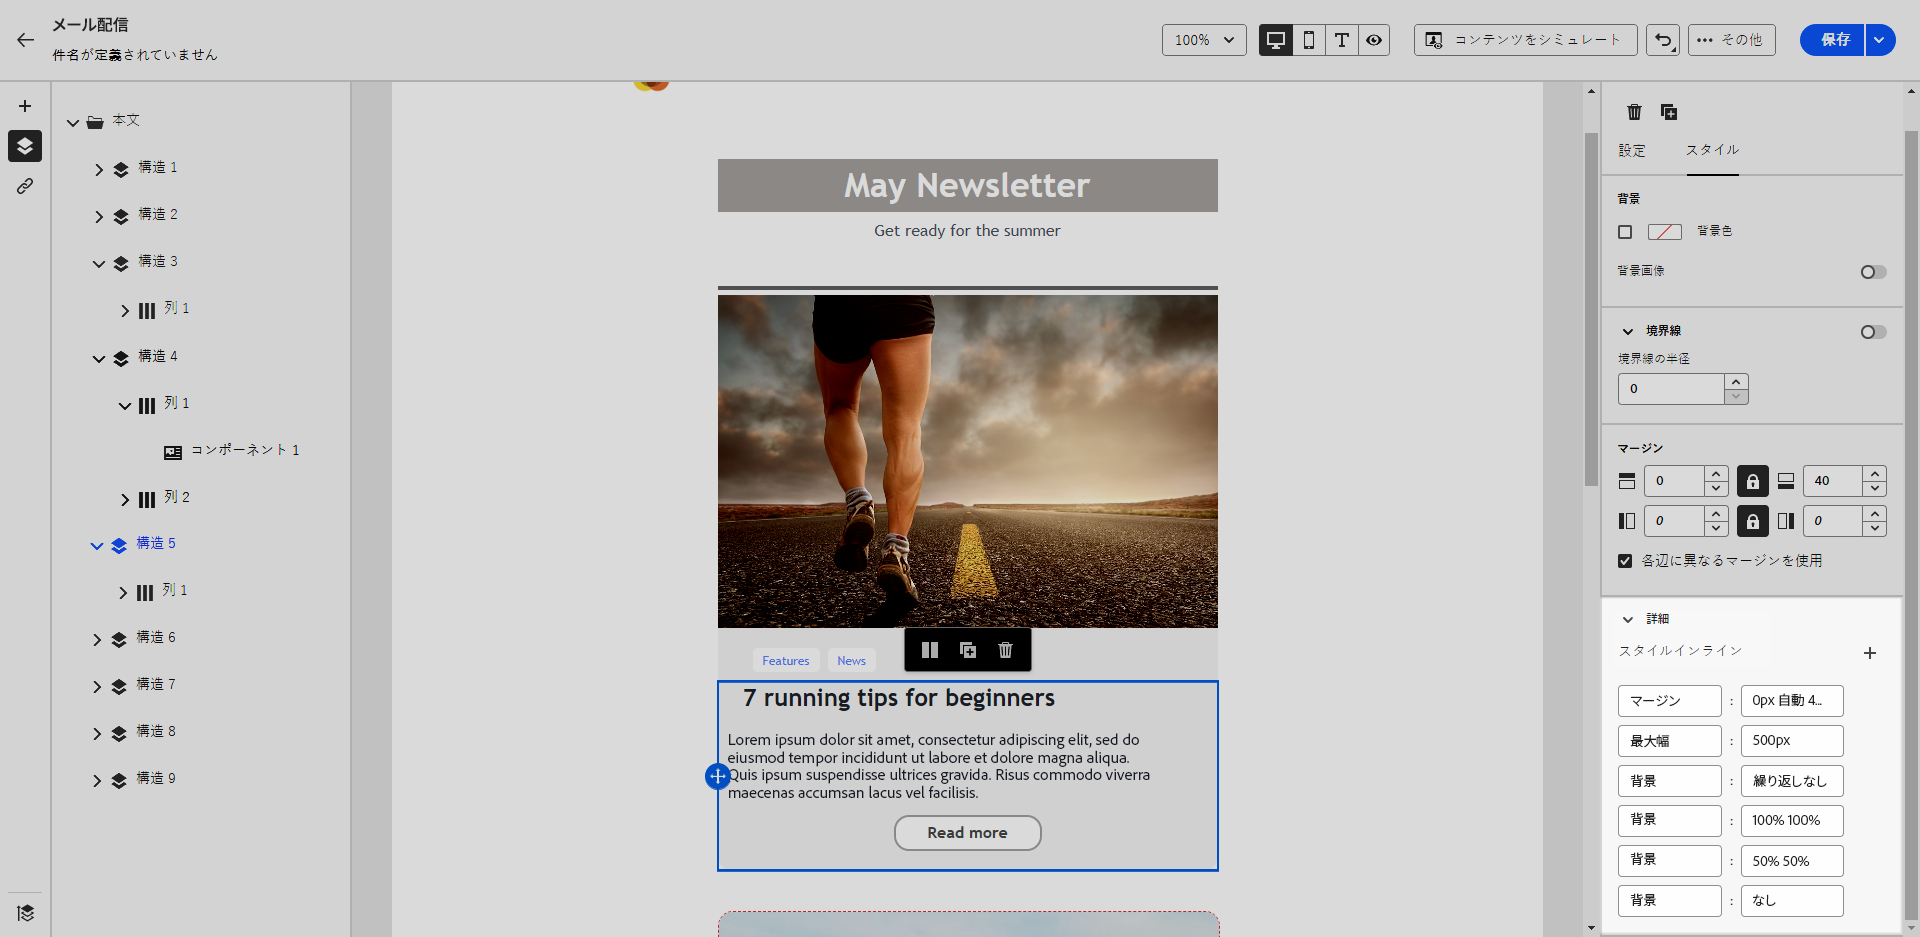 メール配信
件名が定義されていません
100%
コンテンツをシミュレート
その他
保存
本文
構造 1
構造 2
構造 3
列 1
構造 4
列 1
コンポーネント 1
列 2
構造 5
列 1
構造 6
構造 7
構造 8
構造 9
May Newsletter
Get ready for the summer
Features
News
7 running tips for beginners
Lorem ipsum dolor sit amet, consectetur adipiscing elit, sed do
eiusmod tempor incididunt ut labore et dolore magna aliqua.
Quis ipsum suspendisse ultrices gravida. Risus commodo viverra
maecenas accumsan lacus vel facilisis.
Read more
設定 スタイル
背景
背景色
背景画像
境界線
境界線の半径
0
マージン
0 40
0 0
各辺に異なるマージンを使用
詳細
スタイルインライン
マージン : 0px 自動 4...
最大幅 : 500px
背景 : 繰り返しなし
背景 : 100% 100%
背景 : 50% 50%
背景 : なし